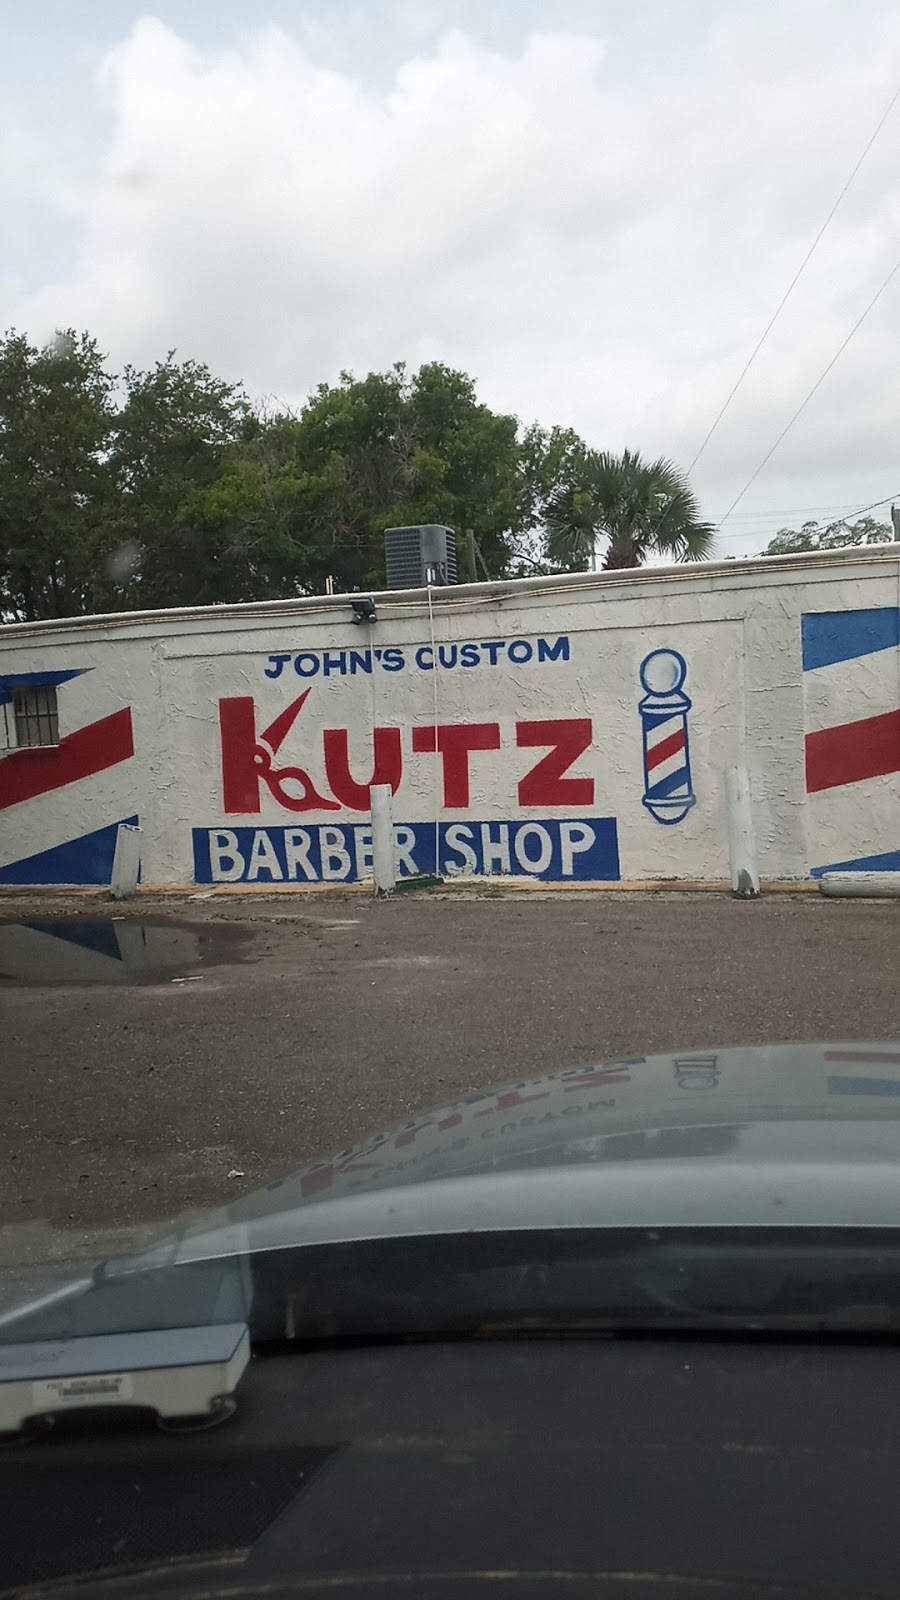 JOHN'S CUSTOM
KUTZ
BARBER SHOP